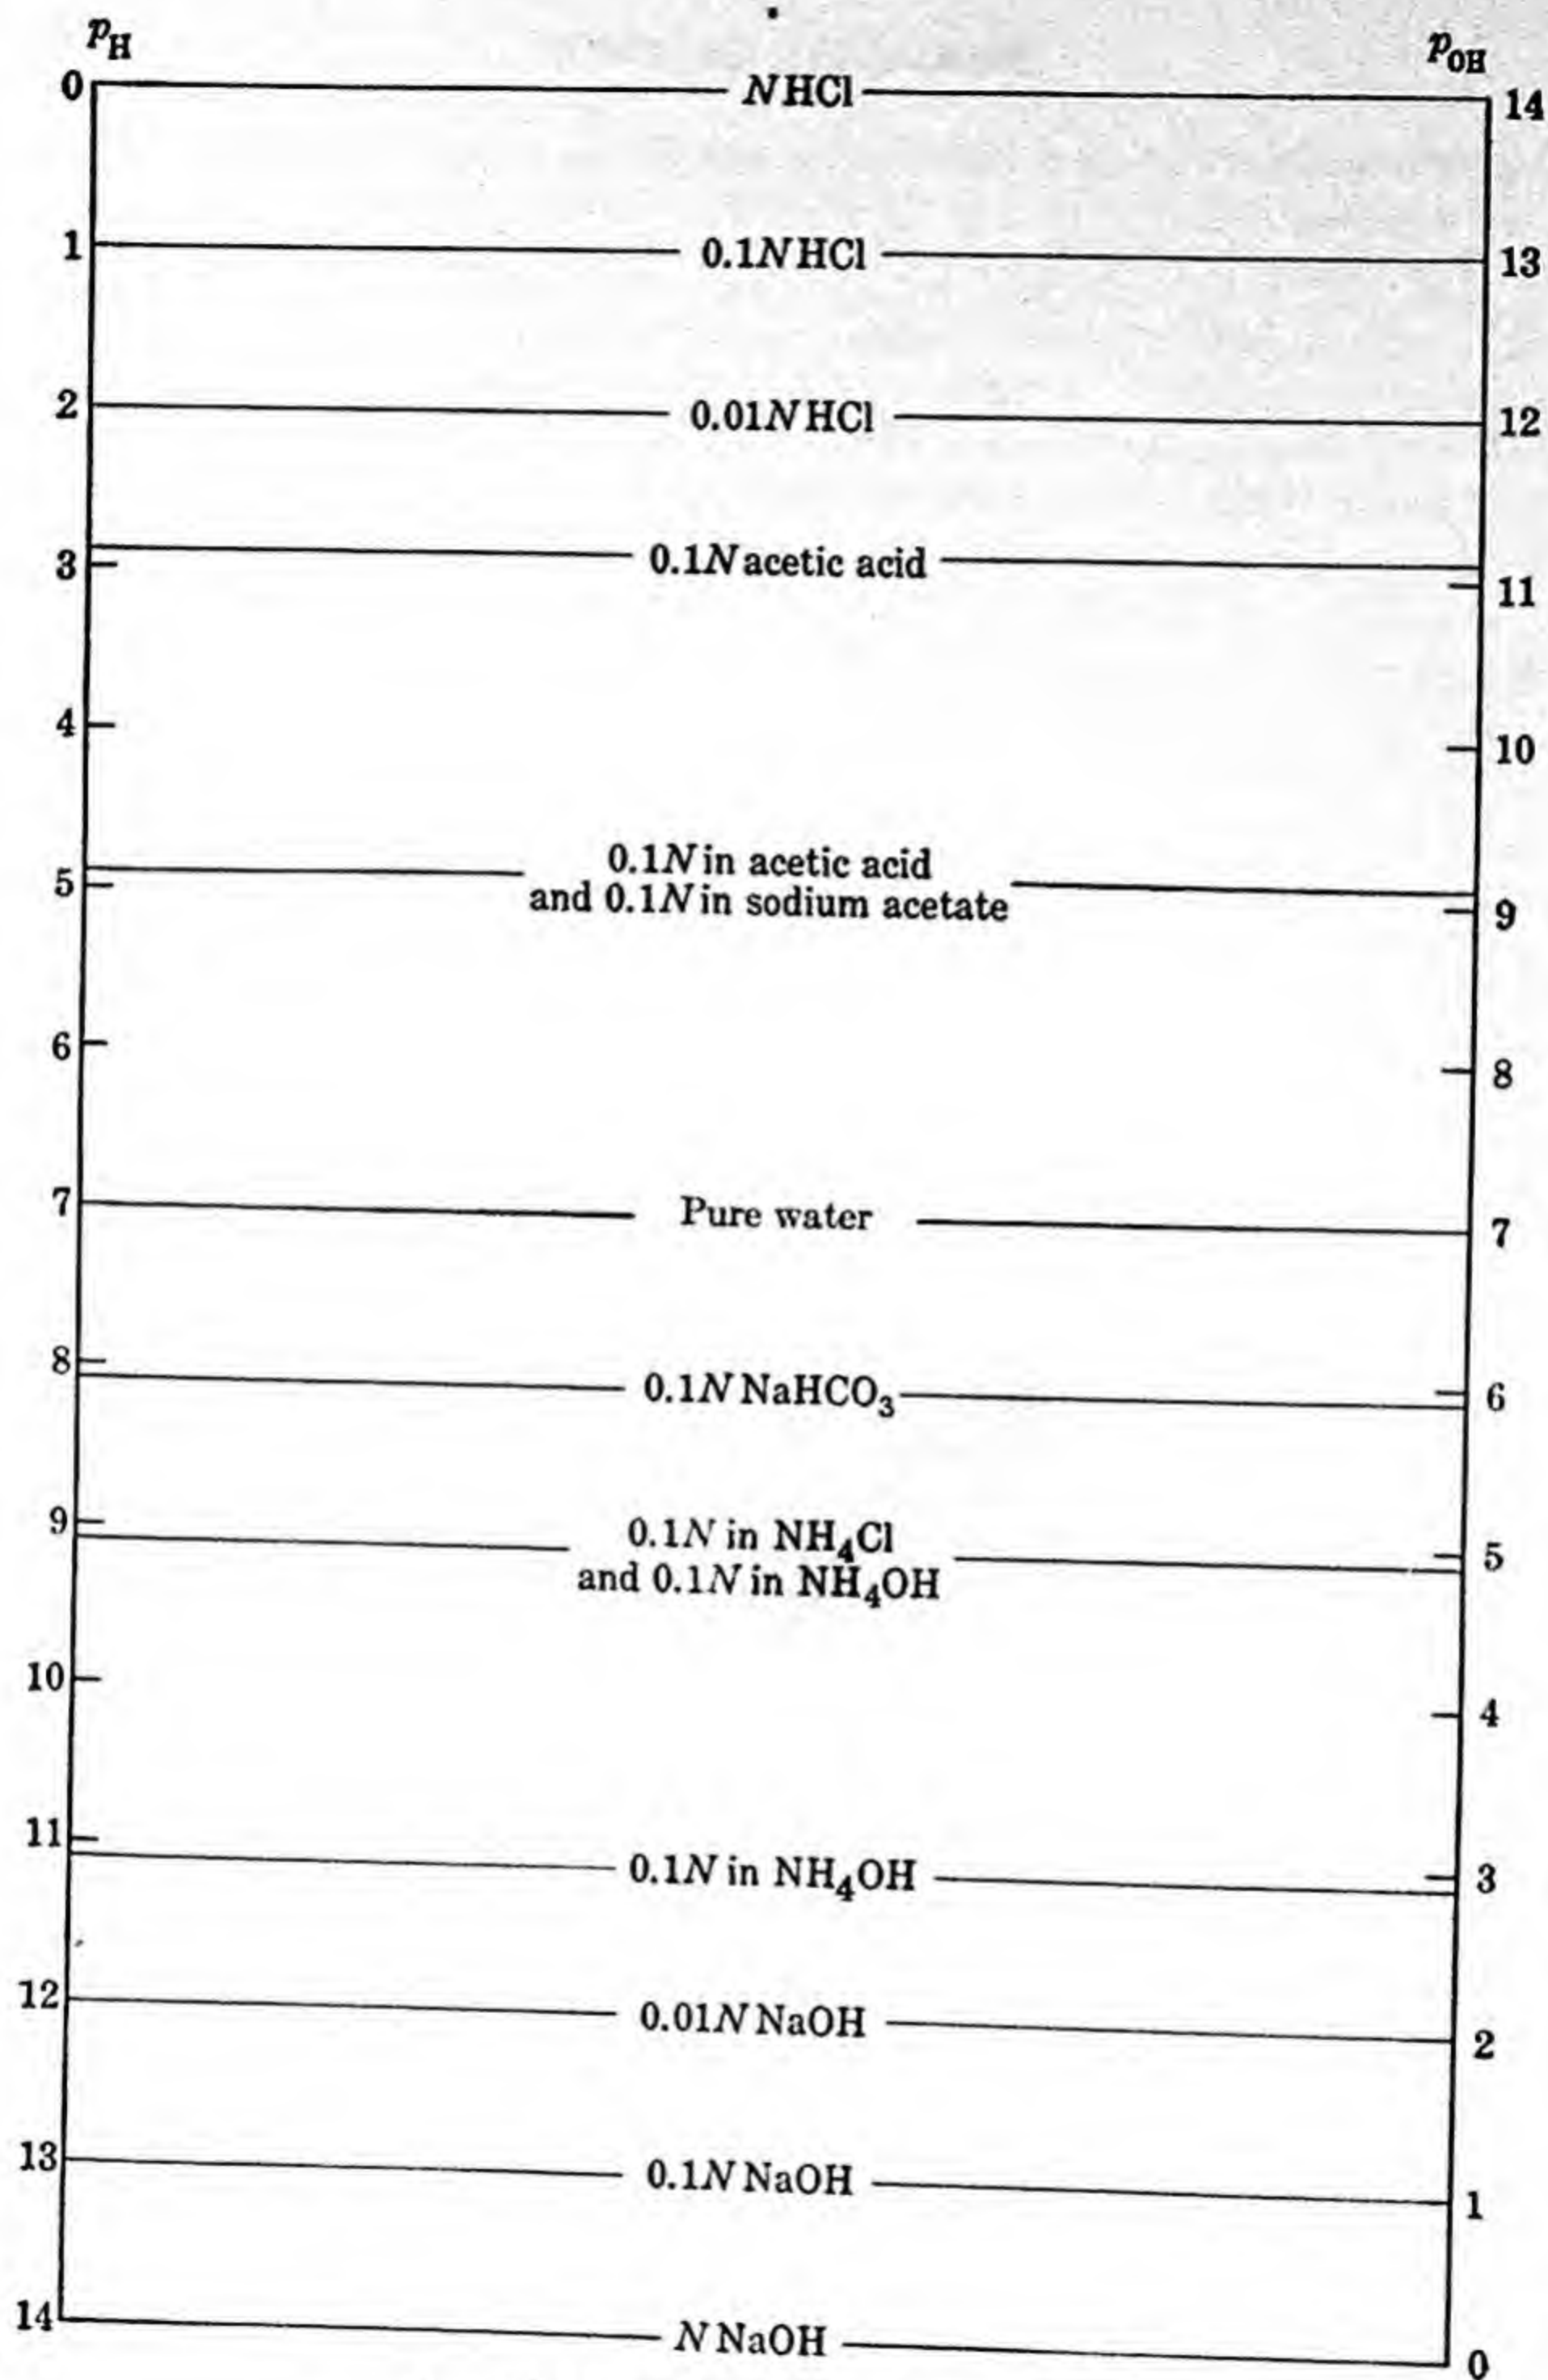 pH pOH
0 NHCl 14
1 0.1NHCl 13
2 0.01NHCl 12
0.1N acetic acid
3 11
4 10
0.1N in acetic acid
and 0.1N in sodium acetate
5 9
6 8
7 Pure water 7
8 6
0.1N NaHCO₃
9 5
0.1N in NH₄Cl
and 0.1N in NH₄OH
10 4
11 3
0.1N in NH₄OH
12 0.01N NaOH 2
13 0.1N NaOH 1
14 N NaOH 0